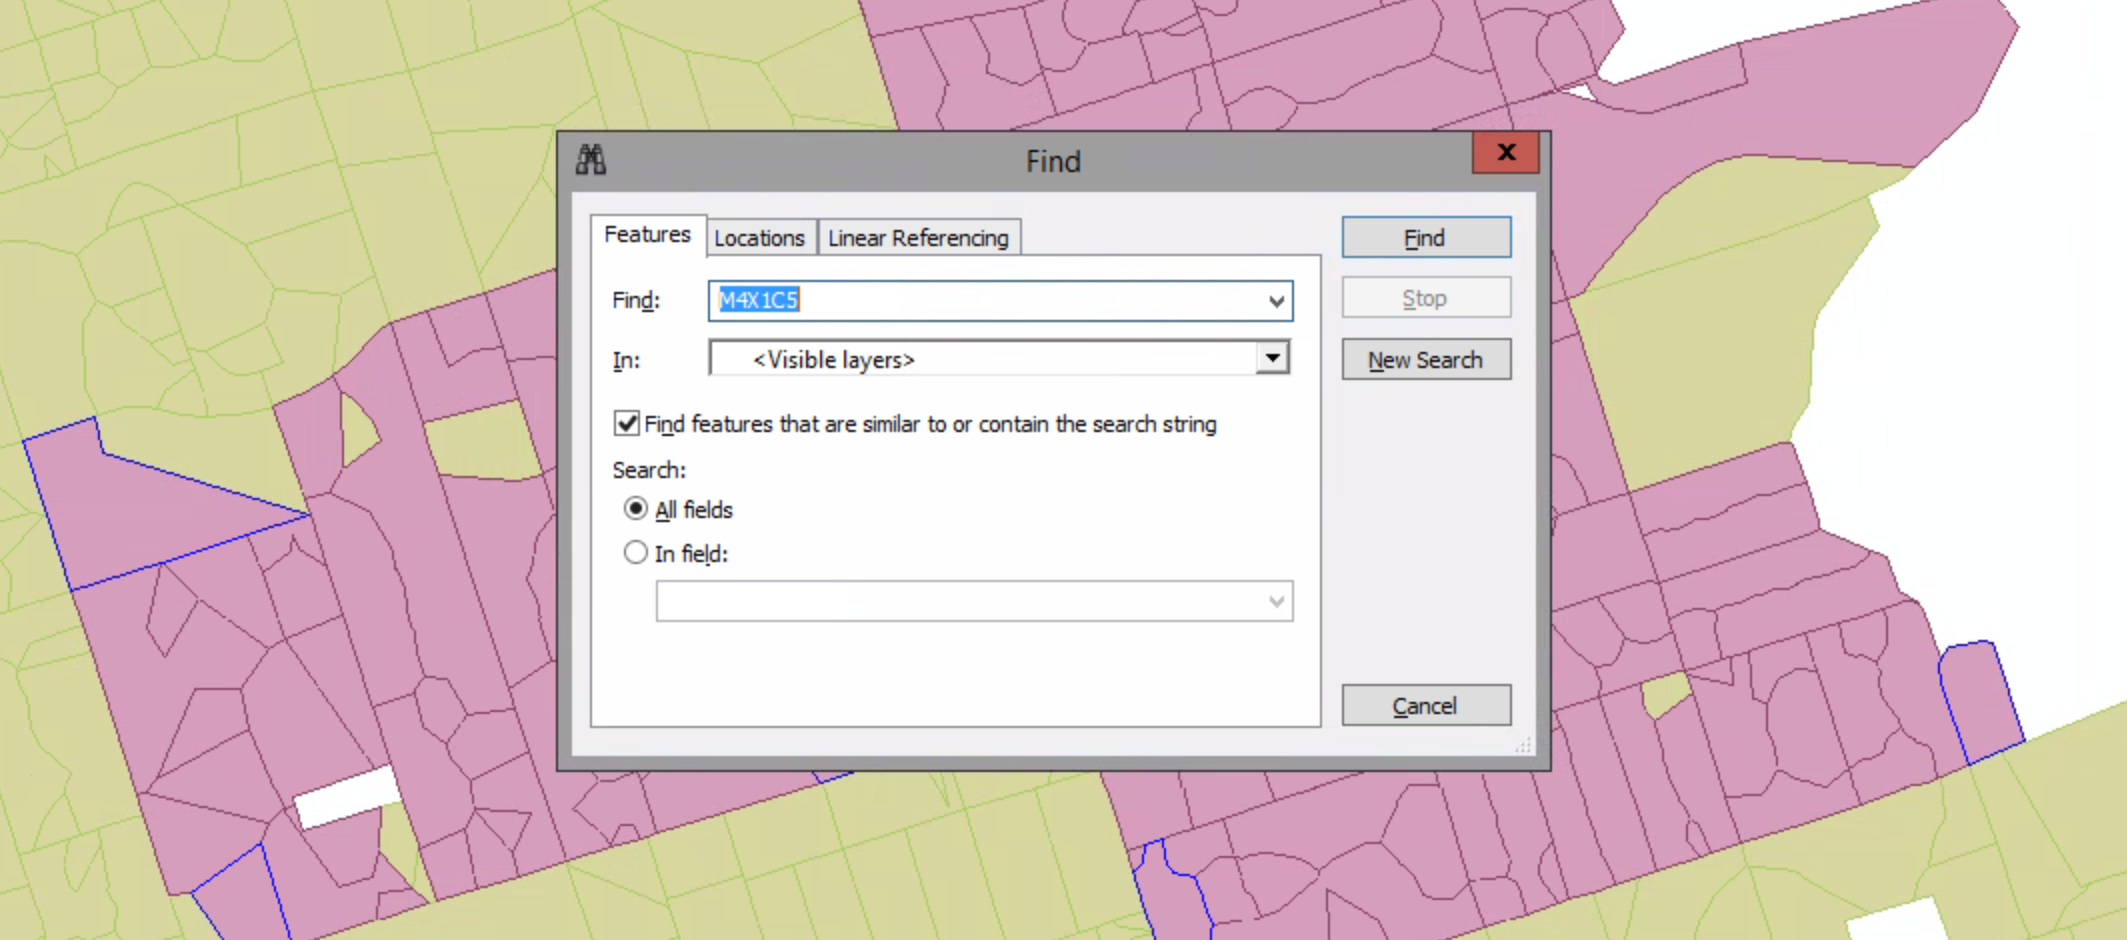 Find
X
Features
Locations
Linear Referencing
Find
Find:
M4X1C5
Stop
In:
<Visible layers>
New Search
Find features that are similar to or contain the search string
Search:
All fields
In field:
Cancel